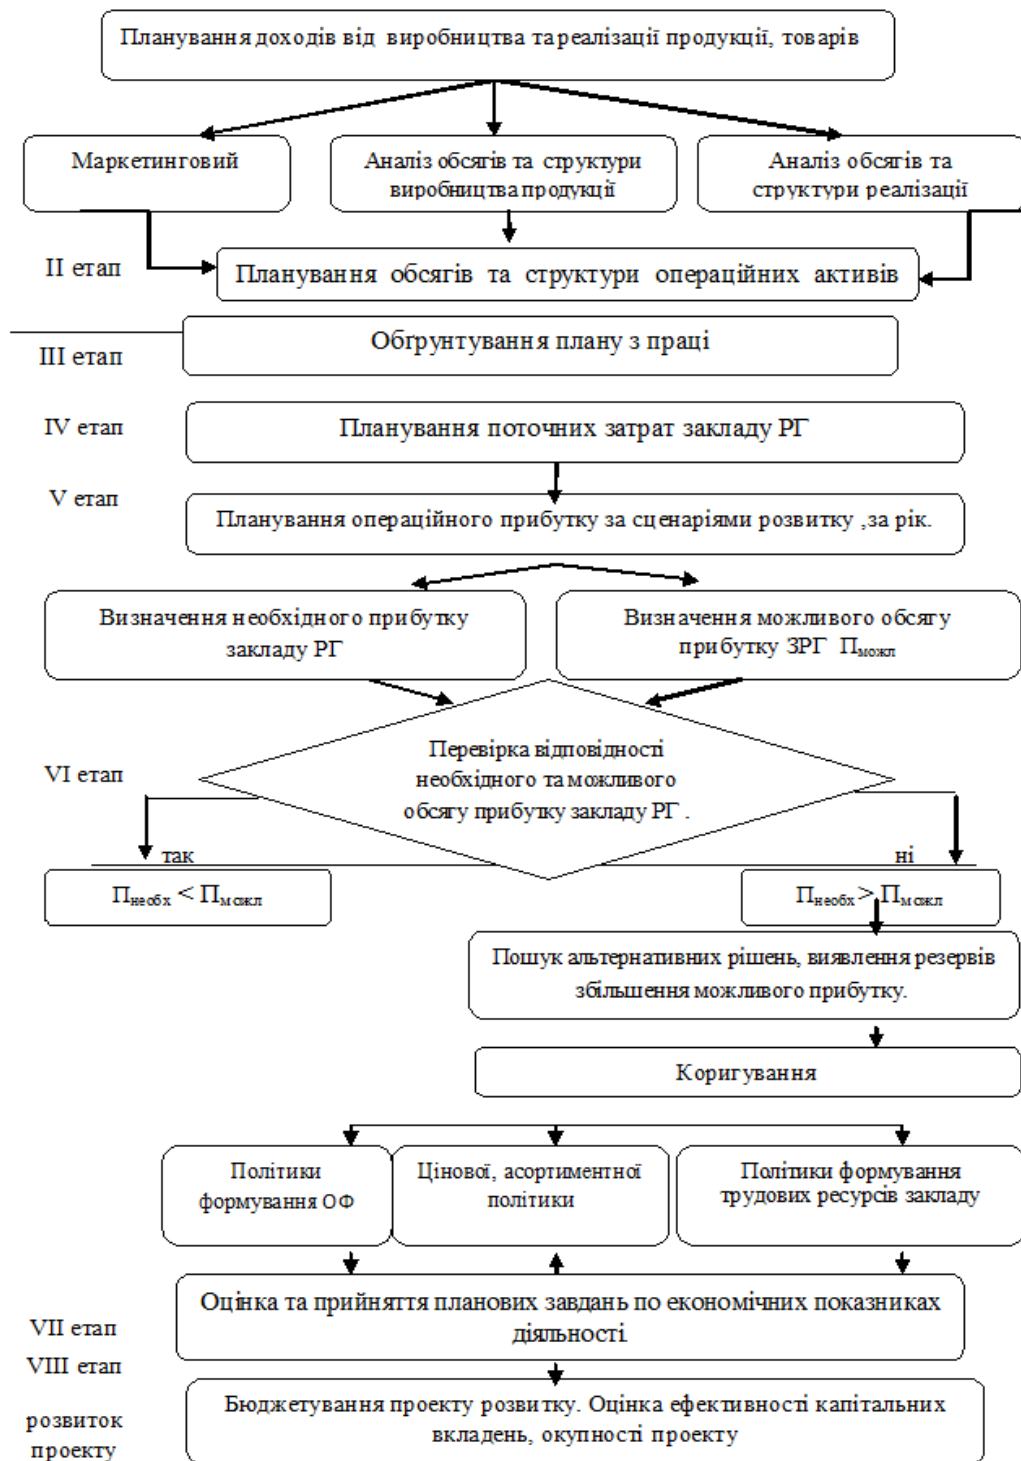 Планування доходів від виробництва та реалізації продукції, товарів
Маркетинговий
Аналіз обсягів та структури
виробництва продукції
Аналіз обсягів та
структури реалізації
ІІ етап
Планування обсягів та структури операційних активів
ІІІ етап
Обґрунтування плану з праці
IV етап
Планування поточних затрат закладу РГ
V етап
Планування операційного прибутку за сценаріями розвитку ,за рік.
Визначення необхідного прибутку
закладу РГ
Визначення можливого обсягу
прибутку ЗРГ Пможл
VI етап
Перевірка відповідності
необхідного та можливого
обсягу прибутку закладу РГ .
так
ні
Пнеобх < Пможл
Пнеобх > Пможл
Пошук альтернативних рішень, виявлення резервів
збільшення можливого прибутку.
Коригування
Політики
формування ОФ
Цінової, асортиментної
політики
Політики формування
трудових ресурсів закладу
Оцінка та прийняття планових завдань по економічних показниках
діяльності
VII етап
VIII етап
Бюджетування проекту розвитку. Оцінка ефективності капітальних
вкладень, окупності проекту
розвиток
проекту